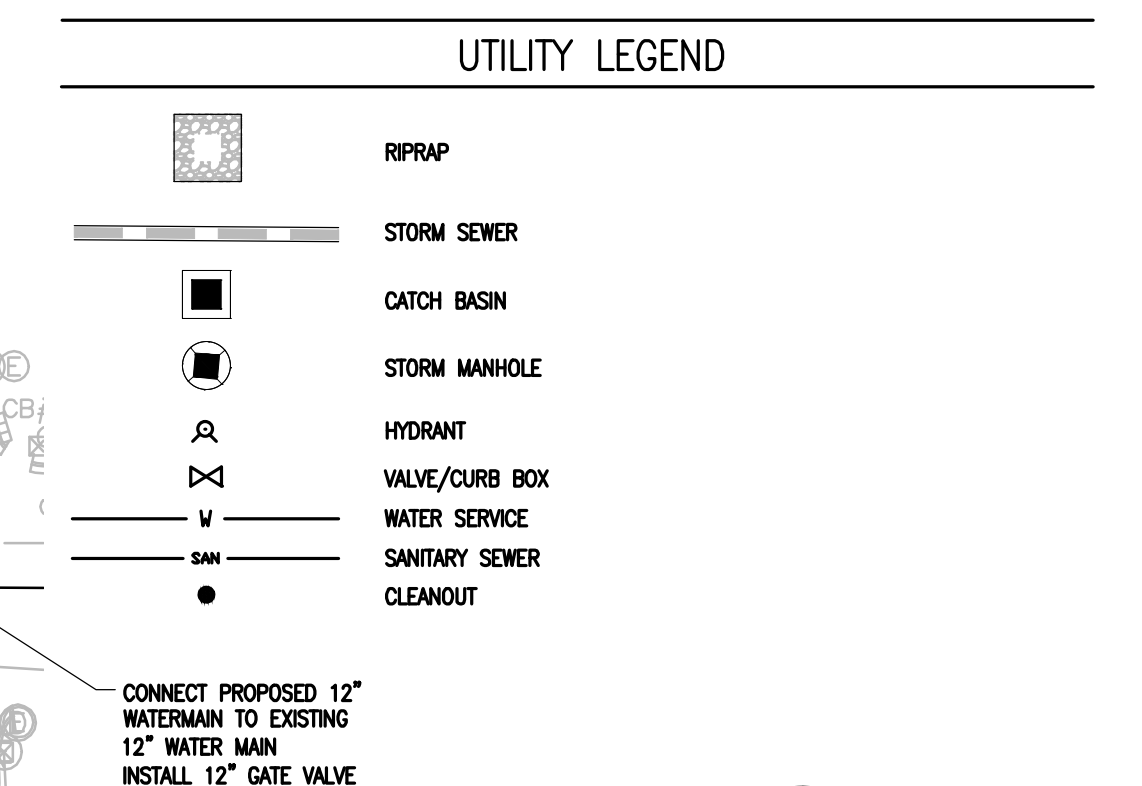 UTILITY LEGEND
RIPRAP
STORM SEWER
CATCH BASIN
STORM MANHOLE
E
CB#
HYDRANT
VALVE/CURB BOX
W WATER SERVICE
SAN SANITARY SEWER
CLEANOUT
CONNECT PROPOSED 12"
WATERMAIN TO EXISTING
12" WATER MAIN
INSTALL 12" GATE VALVE